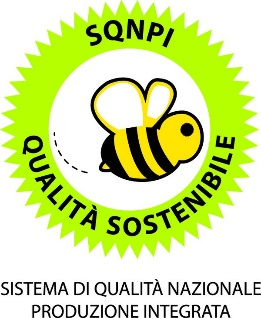 SQNPI
QUALITÀ SOSTENIBILE
SISTEMA DI QUALITÀ NAZIONALE
PRODUZIONE INTEGRATA